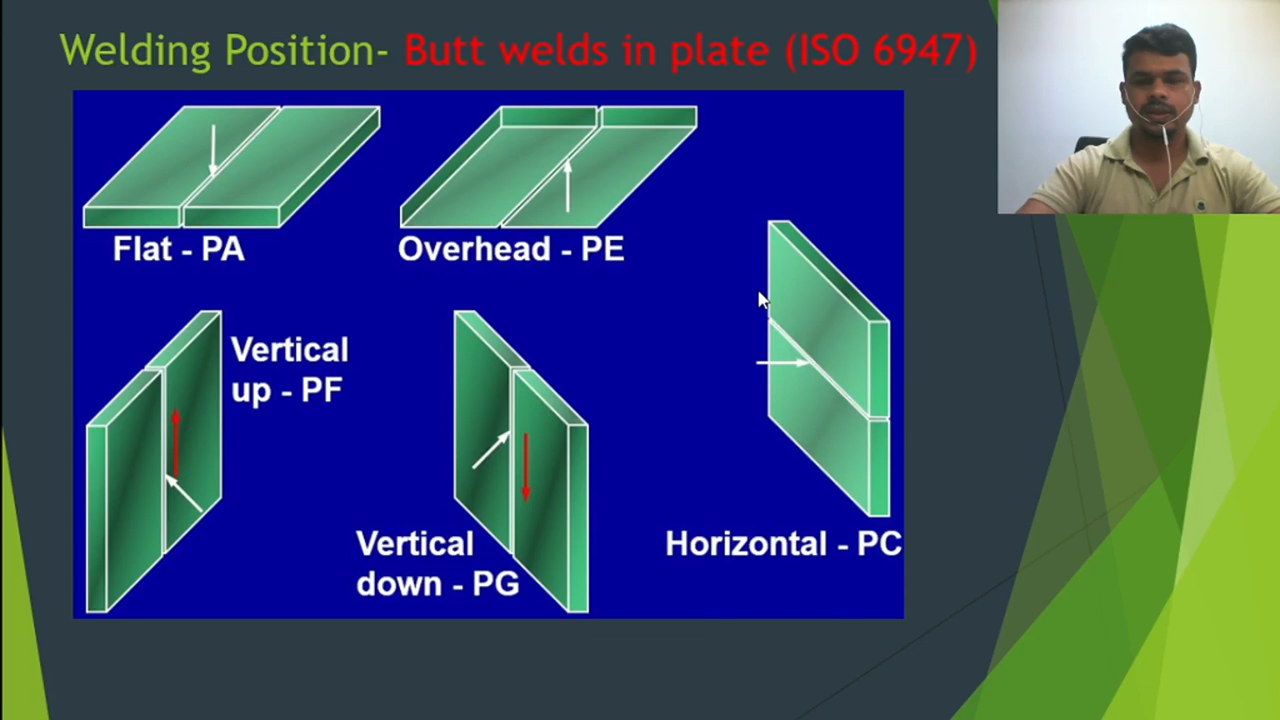 Welding Position- Butt welds in plate (ISO 6947)
Flat - PA
Overhead - PE
Vertical
up - PF
Vertical
down - PG
Horizontal - PC